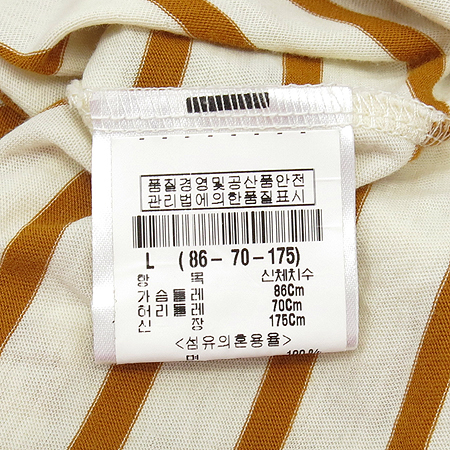 품질경영및공산품안전
관리법에의한품질표시
L (86-70-175)
항 목 신체치수
가슴둘레 86Cm
허리둘레 70Cm
신 장 175Cm
<섬유의혼용율>
면 100%